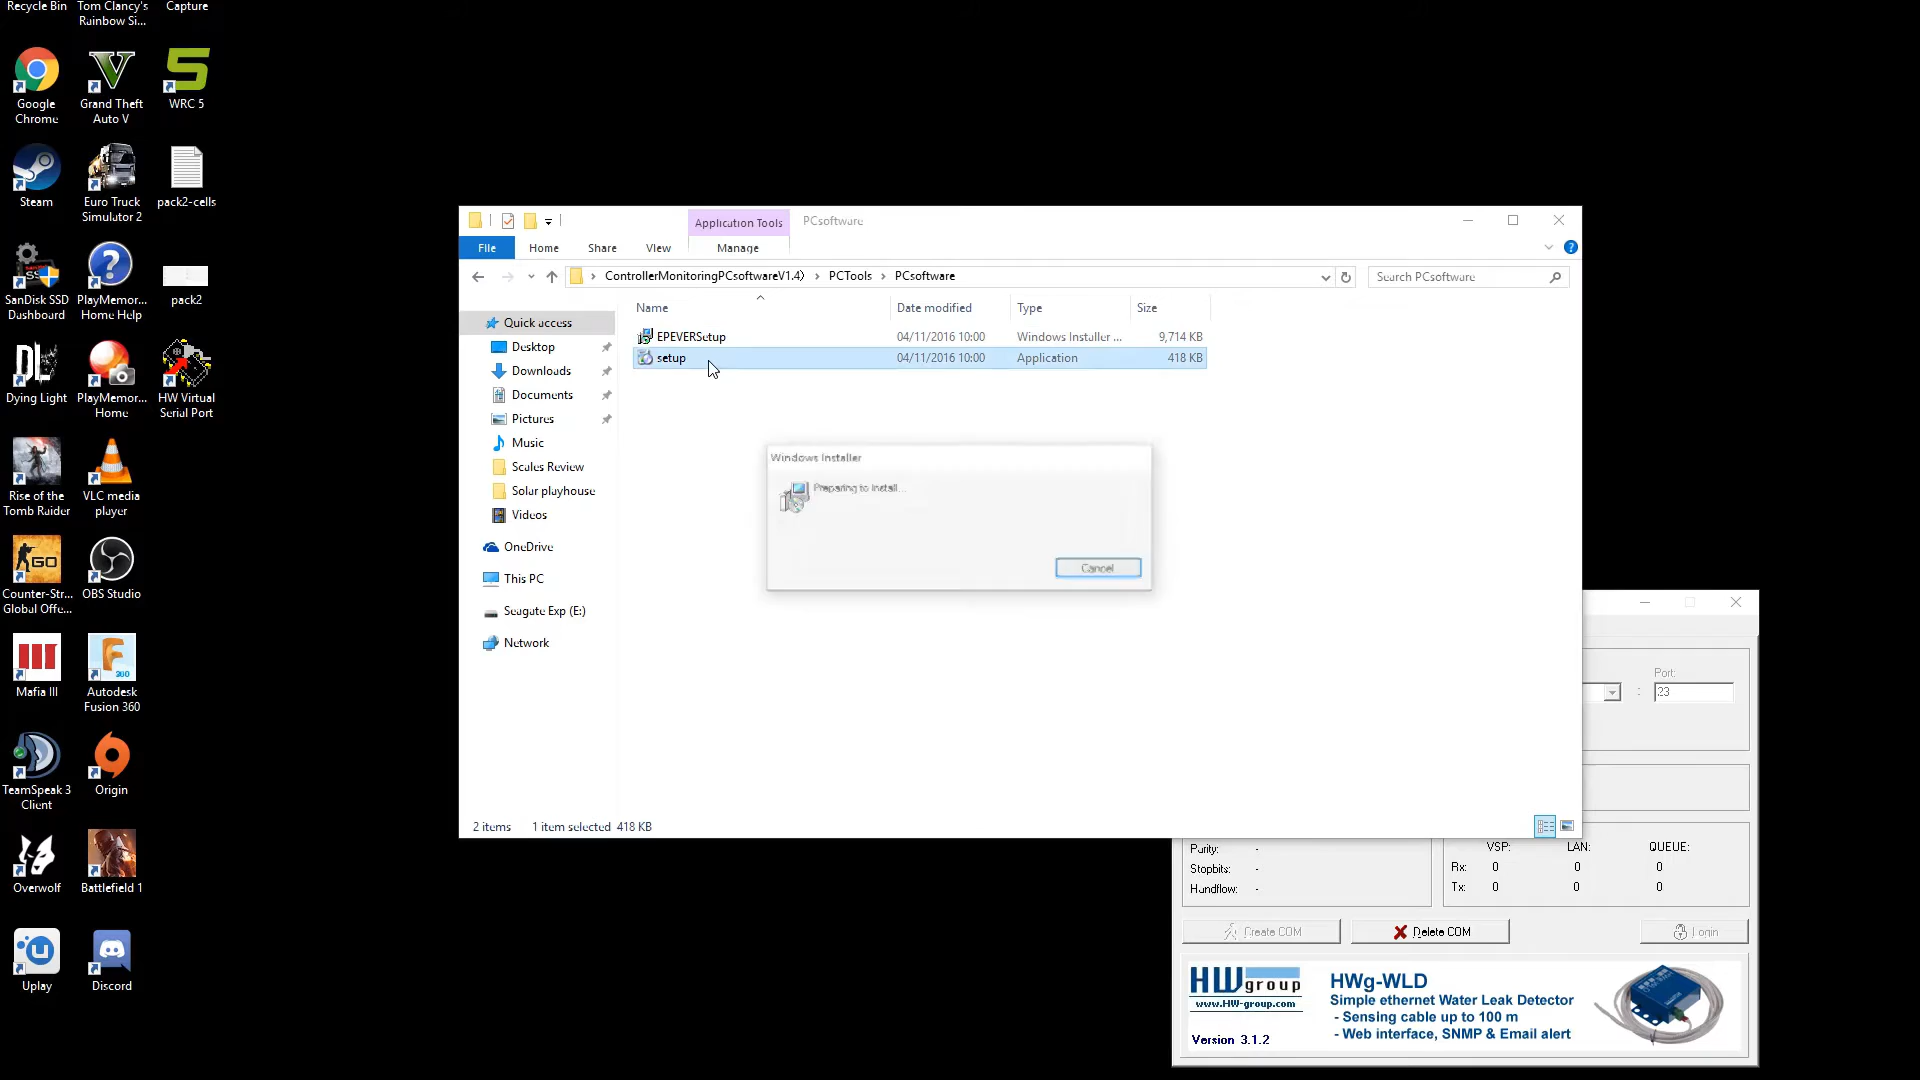 Recycle Bin
Tom Clancy's
Rainbow Si...
Capture
Google
Chrome
Grand Theft
Auto V
WRC 5
Steam
Euro Truck
Simulator 2
pack2-cells
SanDisk SSD
Dashboard
PlayMemor...
Home Help
pack2
Dying Light
PlayMemor...
Home
HW Virtual
Serial Port
Rise of the
Tomb Raider
VLC media
player
GO
Counter-Str...
Global Offe...
OBS Studio
Mafia III
360
Autodesk
Fusion 360
TeamSpeak 3
Client
Origin
Overwolf
Battlefield 1
Uplay
Discord
Application Tools
PCsoftware
File
Home
Share
View
Manage
ControllerMonitoringPCsoftwareV1.4) > PCTools > PCsoftware
Search PCsoftware
Name
Date modified
Type
Size
EPEVERSetup 04/11/2016 10:00 Windows Installer ... 9,714 KB
setup 04/11/2016 10:00 Application 418 KB
Quick access
Desktop
Downloads
Documents
Pictures
Music
Scales Review
Solar playhouse
Videos
OneDrive
This PC
Seagate Exp (E:)
Network
Windows Installer
Preparing to install...
Cancel
2 items 1 item selected 418 KB
Port:
: 23
Parity: -
Stopbits: -
Handflow: -
VSP: LAN: QUEUE:
Rx: 0 0 0
Tx: 0 0 0
Create COM
Delete COM
Login
HW group
www.HW-group.com
Version 3.1.2
HWg-WLD
Simple ethernet Water Leak Detector
- Sensing cable up to 100 m
- Web interface, SNMP & Email alert